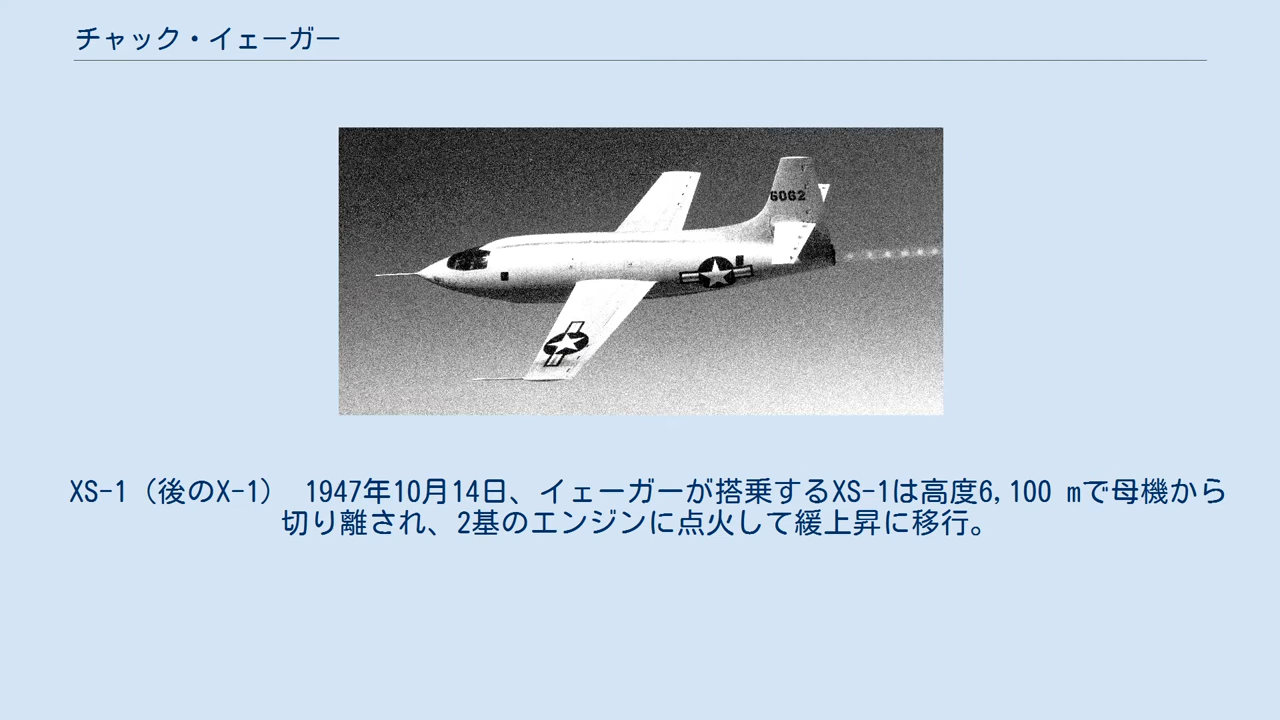 チャック・イェーガー
6062
XS-1（後のX-1） 1947年10月14日、イェーガーが搭乗するXS-1は高度6,100 mで母機から
切り離され、2基のエンジンに点火して緩上昇に移行。